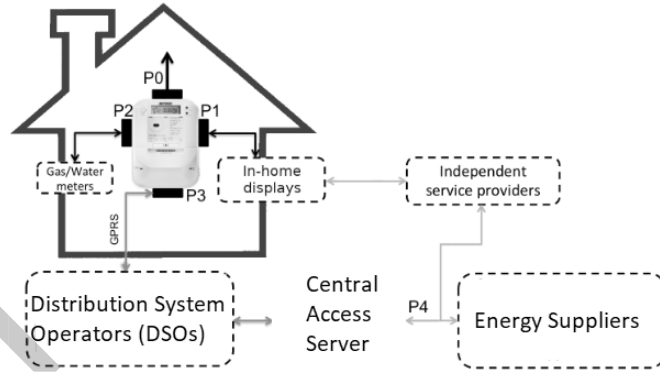 P0
P2
P1
Gas/Water
meters
In-home
displays
Independent
service providers
P3
GPRS
Distribution System
Operators (DSOs)
Central
Access
Server
P4
Energy Suppliers